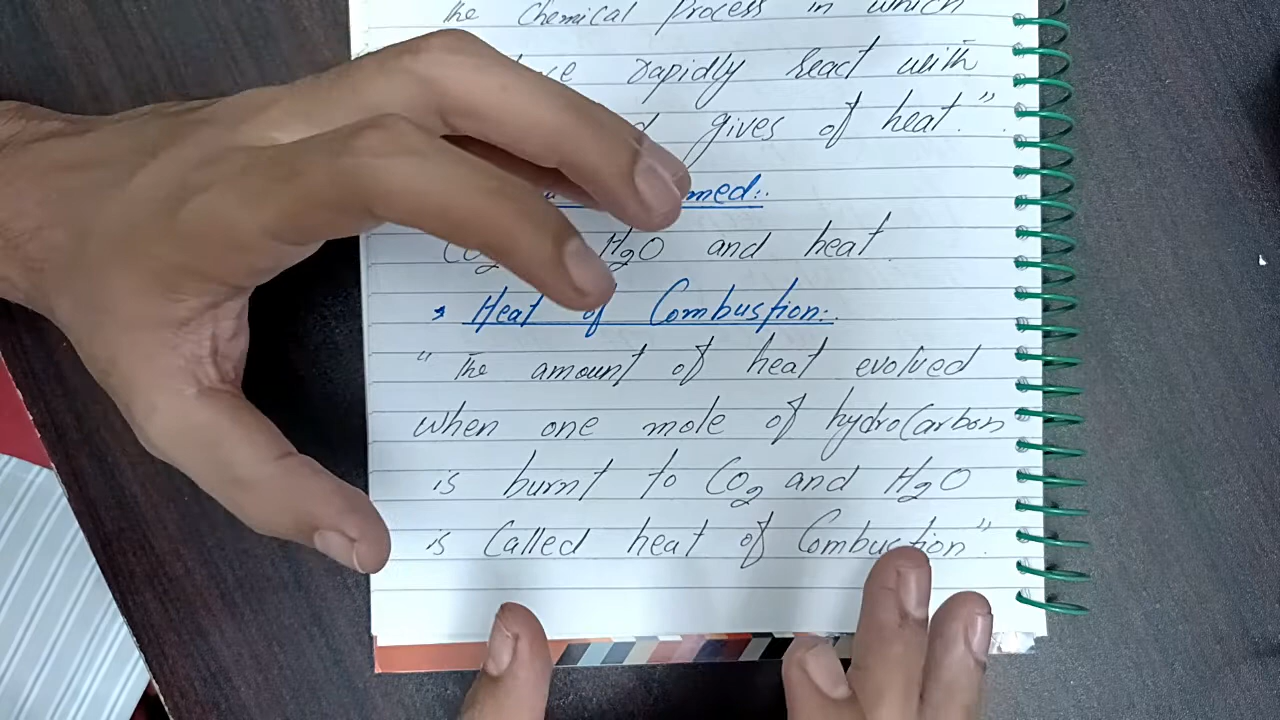 The Chemical Process in which
rapidly react with
gives of heat."
med:.
CO2 H2O and heat.
* Heat of Combustion:.
" The amount of heat evolved
when one mole of hydroCarbon
is burnt to CO2 and H2O
is Called heat of Combustion".